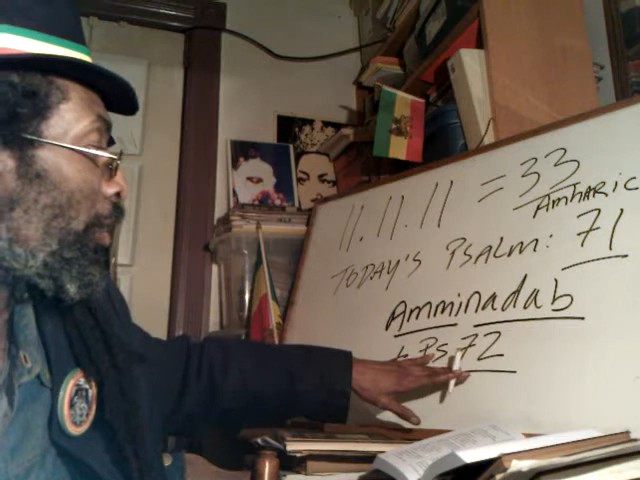 11.11.11 = 33
AMHARIC
TODAY'S PSALM: 71
Amminadab
+ Ps 72